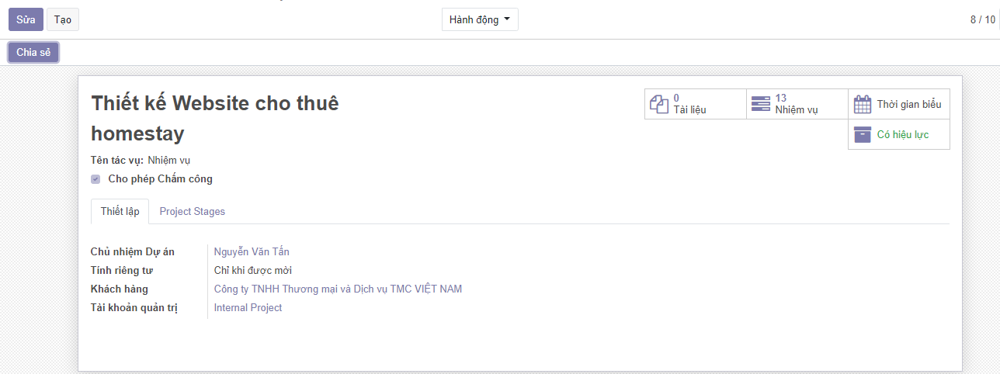 Sửa
Tạo
Hành động
8 / 10
Chia sẻ
Thiết kế Website cho thuê
homestay
0
Tài liệu
13
Nhiệm vụ
Thời gian biểu
Có hiệu lực
Tên tác vụ: Nhiệm vụ
Cho phép Chấm công
Thiết lập
Project Stages
Chủ nhiệm Dự án
Nguyễn Văn Tấn
Tính riêng tư
Chỉ khi được mời
Khách hàng
Công ty TNHH Thương mại và Dịch vụ TMC VIỆT NAM
Tài khoản quản trị
Internal Project